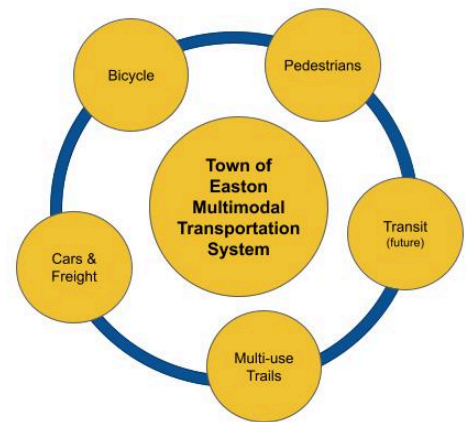 Bicycle
Pedestrians
Town of
Easton
Multimodal
Transportation
System
Transit
(future)
Cars &
Freight
Multi-use
Trails